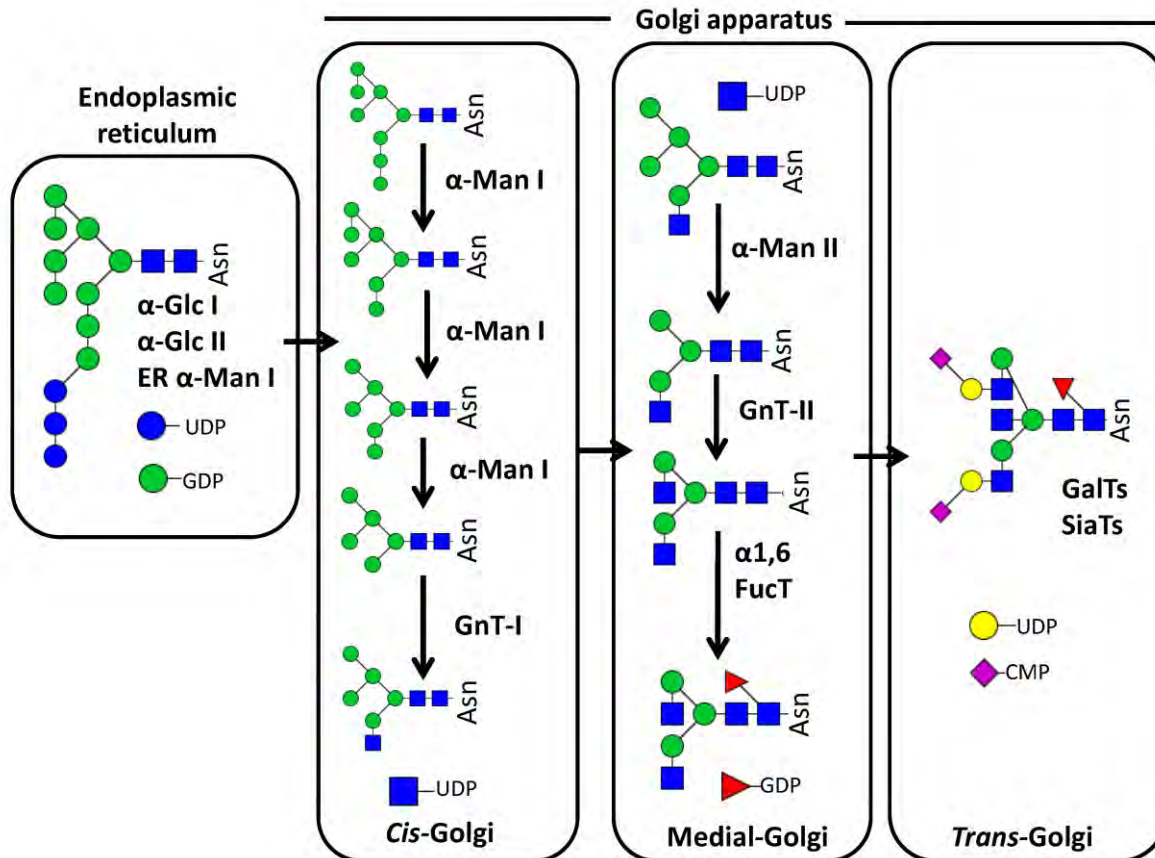 Golgi apparatus
Endoplasmic
reticulum
Asn
α-Glc I
α-Glc II
ER α-Man I
UDP
GDP
Asn
α-Man I
Asn
α-Man I
Asn
α-Man I
Asn
GnT-I
Asn
UDP
Cis-Golgi
UDP
Asn
α-Man II
Asn
GnT-II
Asn
α1,6
FucT
Asn
GDP
Medial-Golgi
Asn
GalTs
SiaTs
UDP
CMP
Trans-Golgi